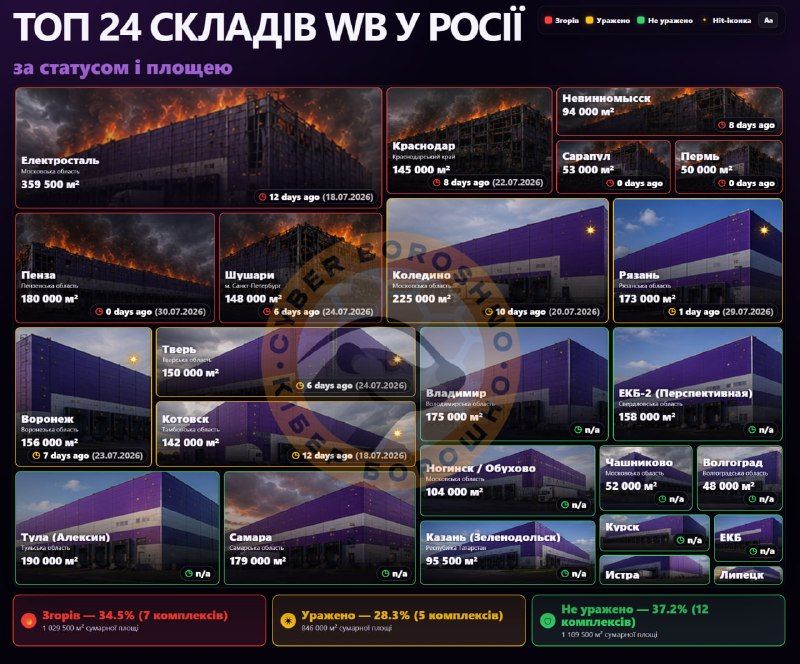 ТОП 24 СКЛАДІВ WB У РОСІЇ
Згорів
Уражено
Не уражено
Hit-іконка
Aa
за статусом і площею
Електросталь
Московська область
359 500 м²
12 days ago (18.07.2026)
Краснодар
Краснодарський край
145 000 м²
8 days ago (22.07.2026)
Невинномысск
94 000 м²
8 days ago
Сарапул
53 000 м²
0 days ago
Пермь
50 000 м²
0 days ago
Пенза
Пензенська область
180 000 м²
0 days ago (30.07.2026)
Шушари
м. Санкт-Петербург
148 000 м²
6 days ago (24.07.2026)
Коледино
Московська область
225 000 м²
10 days ago (20.07.2026)
Рязань
Рязанська область
173 000 м²
1 day ago (29.07.2026)
Воронеж
Воронезька область
156 000 м²
7 days ago (23.07.2026)
Тверь
Тверська область
150 000 м²
6 days ago (24.07.2026)
Котовск
Тамбовська область
142 000 м²
12 days ago (18.07.2026)
Владимир
Володимирська область
175 000 м²
n/a
ЕКБ-2 (Перспективная)
Свердловська область
158 000 м²
n/a
Тула (Алексин)
Тульська область
190 000 м²
n/a
Самара
Самарська область
179 000 м²
n/a
Ногинск / Обухово
Московська область
104 000 м²
n/a
Казань (Зеленодольск)
Республіка Татарстан
95 500 м²
n/a
Чашниково
Московська область
52 000 м²
n/a
Волгоград
Волгоградська область
48 000 м²
n/a
Курск
n/a
ЕКБ
n/a
Истра
Липецк
CYBER BOROSHNO
КІБЕР БОРОШНО
Згорів — 34.5% (7 комплексів)
1 029 500 м² сумарної площі
Уражено — 28.3% (5 комплексів)
846 000 м² сумарної площі
Не уражено — 37.2% (12
комплексів)
1 109 500 м² сумарної площі